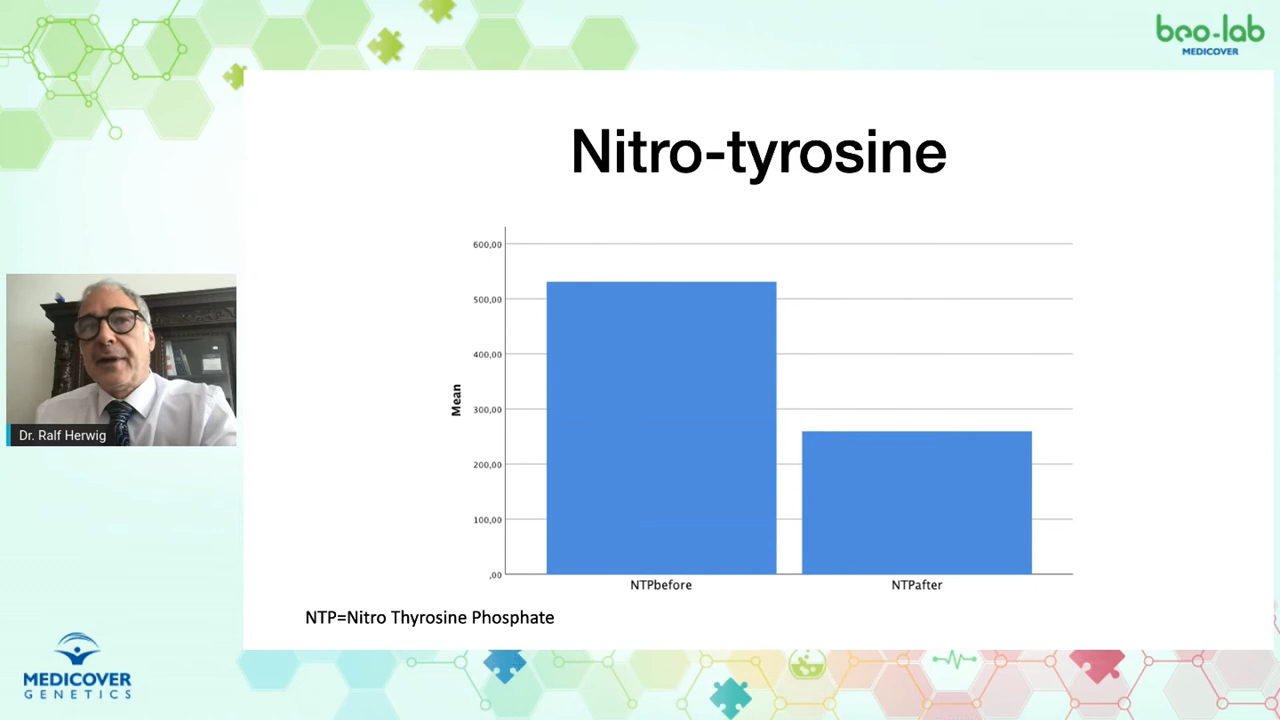 beo-lab
MEDICOVER
Nitro-tyrosine
600,00
500,00
400,00
300,00
200,00
100,00
,00
Mean
NTPbefore
NTPafter
NTP=Nitro Thyrosine Phosphate
Dr. Ralf Herwig
MEDICOVER
GENETICS